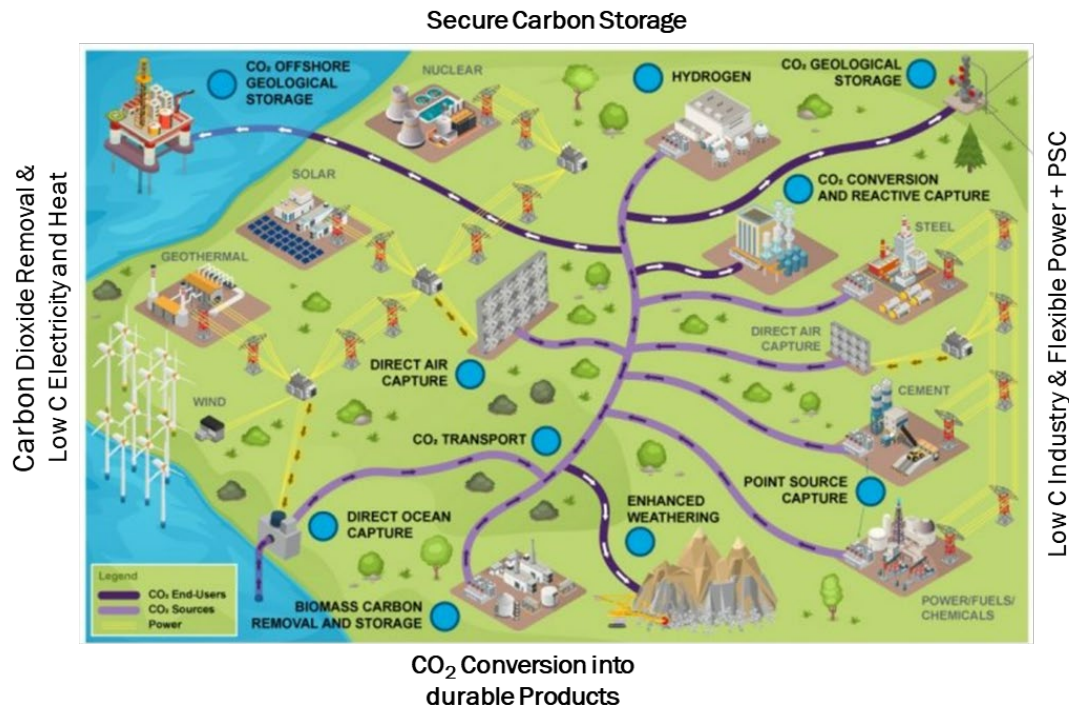 Secure Carbon Storage
CO₂ OFFSHORE
GEOLOGICAL
STORAGE
NUCLEAR
HYDROGEN
CO₂ GEOLOGICAL
STORAGE
SOLAR
CO₂ CONVERSION
AND REACTIVE CAPTURE
STEEL
GEOTHERMAL
DIRECT AIR
CAPTURE
DIRECT AIR
CAPTURE
CEMENT
WIND
CO₂ TRANSPORT
POINT SOURCE
CAPTURE
DIRECT OCEAN
CAPTURE
ENHANCED
WEATHERING
BIOMASS CARBON
REMOVAL AND STORAGE
POWER/FUELS/
CHEMICALS
Legend
CO₂ End-Users
CO₂ Sources
Power
Carbon Dioxide Removal &
Low C Electricity and Heat
Low C Industry & Flexible Power + PSC
CO₂ Conversion into
durable Products